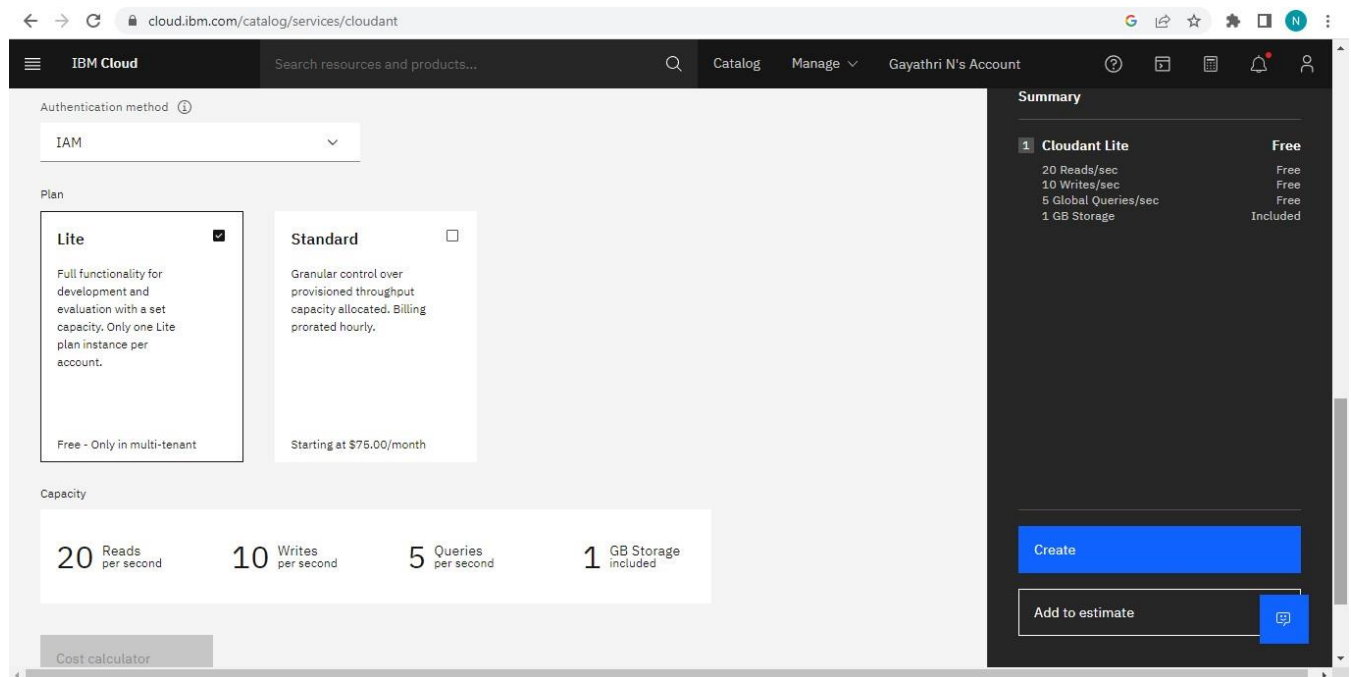 cloud.ibm.com/catalog/services/cloudant
G
N
IBM Cloud
Search resources and products...
Catalog
Manage
Gayathri N's Account
Authentication method
IAM
Plan
Lite
Full functionality for
development and
evaluation with a set
capacity. Only one Lite
plan instance per
account.
Free - Only in multi-tenant
Standard
Granular control over
provisioned throughput
capacity allocated. Billing
prorated hourly.
Starting at $75.00/month
Capacity
20 Reads per second
10 Writes per second
5 Queries per second
1 GB Storage included
Cost calculator
Summary
1 Cloudant Lite Free
20 Reads/sec Free
10 Writes/sec Free
5 Global Queries/sec Free
1 GB Storage Included
Create
Add to estimate